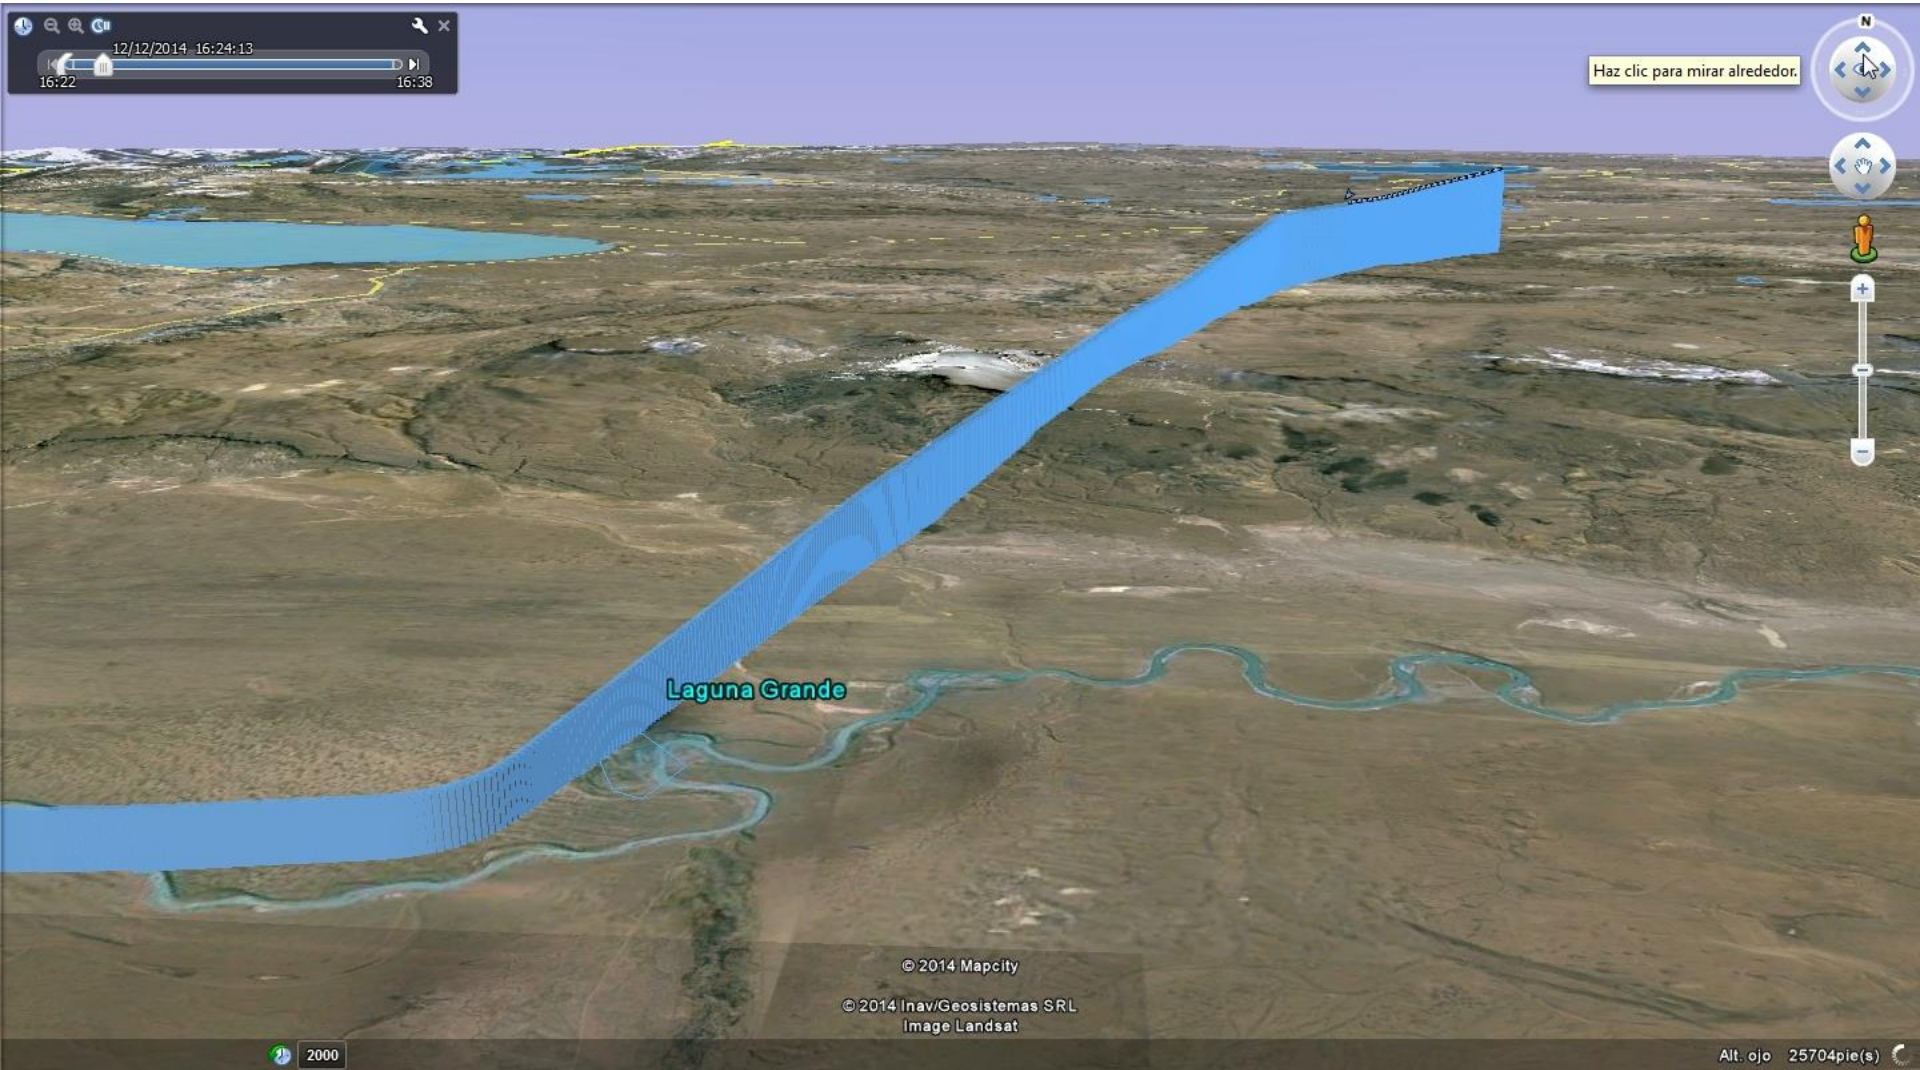 12/12/2014 16:24:13
16:22
16:38
N
Haz clic para mirar alrededor.
Laguna Grande
© 2014 Mapcity
© 2014 Inav/Geosistemas SRL
Image Landsat
2000
Alt. ojo 25704pie(s)